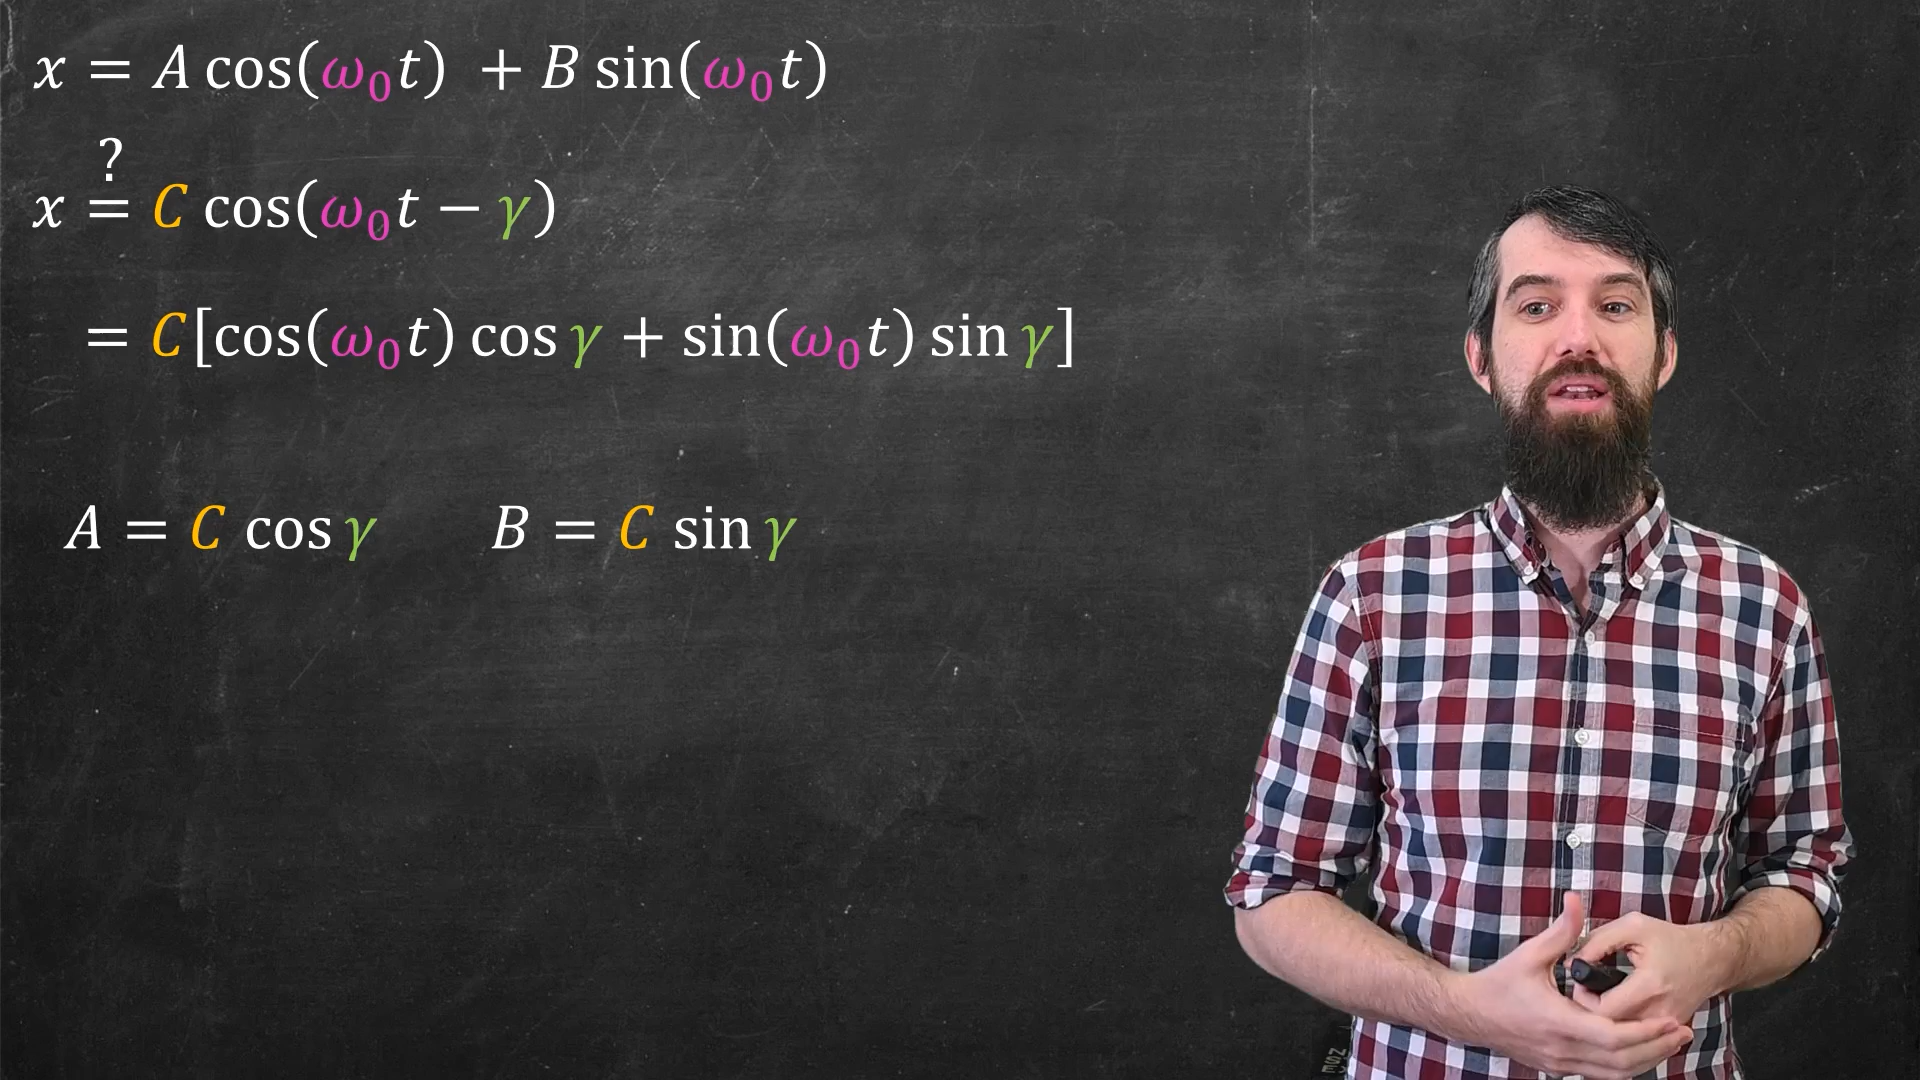 x = A cos(ω₀t) + B sin(ω₀t)
?
x = C cos(ω₀t − γ)
= C[cos(ω₀t) cos γ + sin(ω₀t) sin γ]
A = C cos γ B = C sin γ